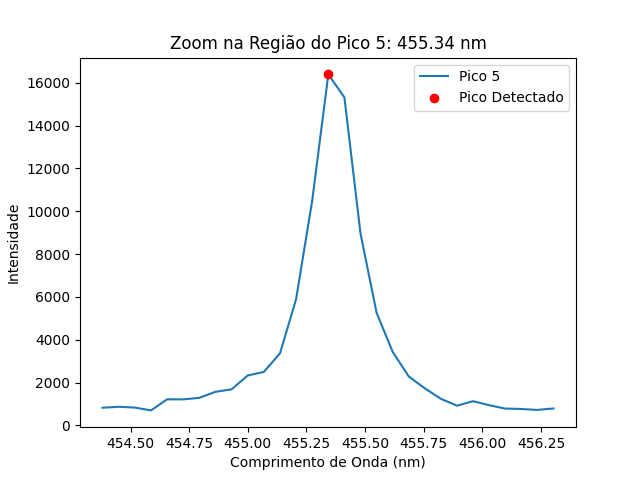 Zoom na Região do Pico 5: 455.34 nm
Pico 5
Pico Detectado
Intensidade
16000
14000
12000
10000
8000
6000
4000
2000
0
454.50 454.75 455.00 455.25 455.50 455.75 456.00 456.25
Comprimento de Onda (nm)